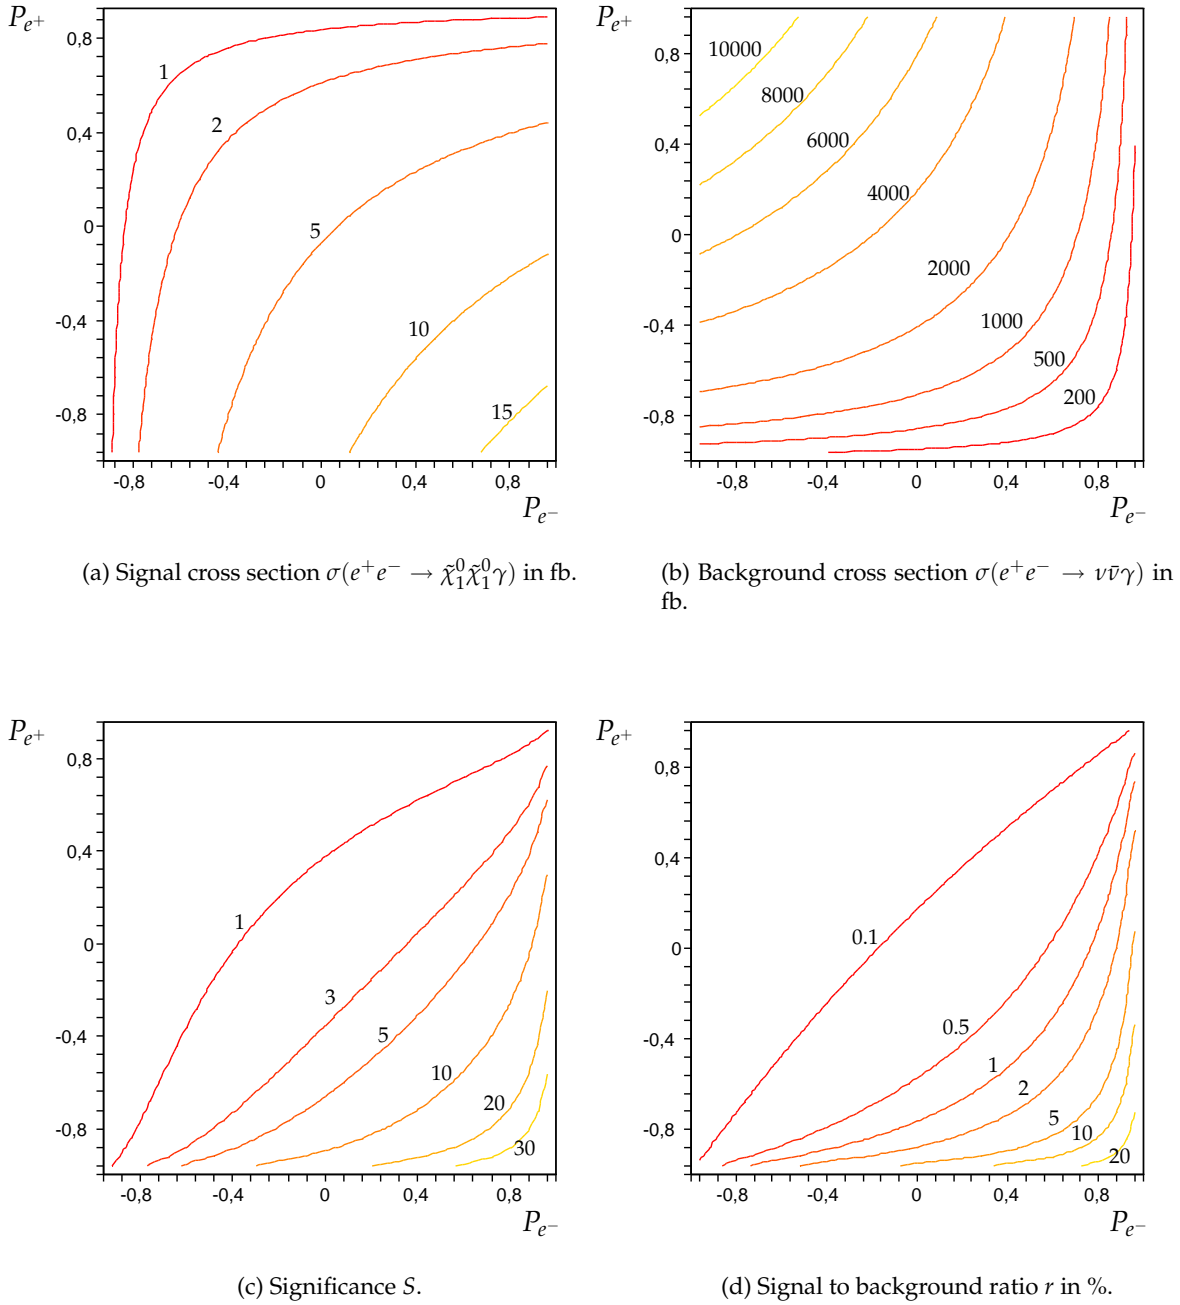 P_{e^+}
0,8
0,4
0
-0,4
-0,8
1
2
5
10
15
-0,8 -0,4 0 0,4 0,8
P_{e^-}
(a) Signal cross section σ(e^+e^- → χ̃_1^0χ̃_1^0γ) in fb.
P_{e^+}
0,8
0,4
0
-0,4
-0,8
10000
8000
6000
4000
2000
1000
500
200
-0,8 -0,4 0 0,4 0,8
P_{e^-}
(b) Background cross section σ(e^+e^- → νν̄γ) in
fb.
P_{e^+}
0,8
0,4
0
-0,4
-0,8
1
3
5
10
20
30
-0,8 -0,4 0 0,4 0,8
P_{e^-}
(c) Significance S.
P_{e^+}
0,8
0,4
0
-0,4
-0,8
0.1
0.5
1
2
5
10
20
-0,8 -0,4 0 0,4 0,8
P_{e^-}
(d) Signal to background ratio r in %.